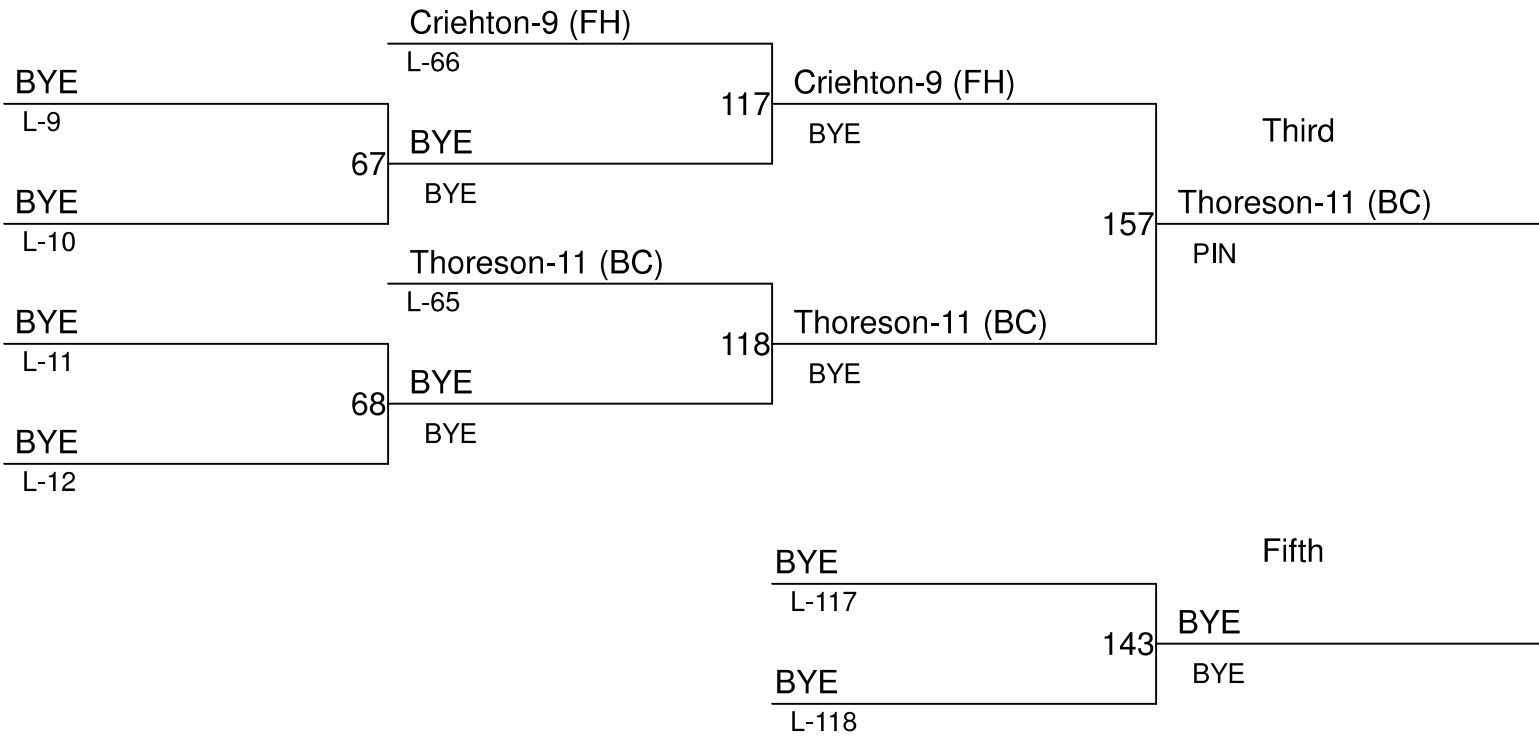 Criehton-9 (FH)
L-66
BYE
L-9
117
Criehton-9 (FH)
BYE
Third
67
BYE
BYE
BYE
L-10
157
Thoreson-11 (BC)
PIN
Thoreson-11 (BC)
L-65
BYE
L-11
118
Thoreson-11 (BC)
BYE
68
BYE
BYE
BYE
L-12
Fifth
BYE
L-117
143
BYE
BYE
BYE
L-118